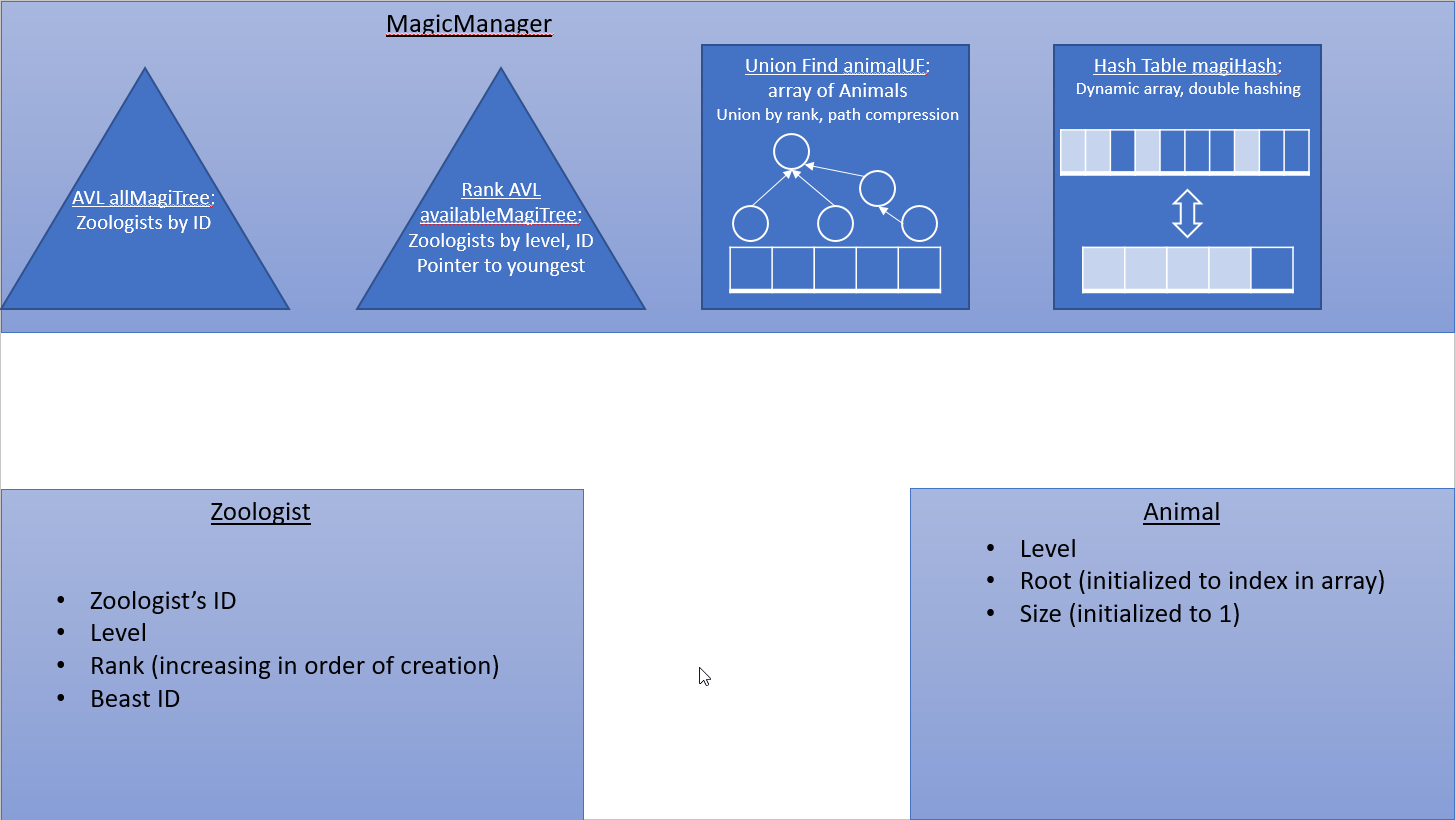 MagicManager
AVL allMagiTree:
Zoologists by ID
Rank AVL
availableMagiTree:
Zoologists by level, ID
Pointer to youngest
Union Find animalUF:
array of Animals
Union by rank, path compression
Hash Table magiHash:
Dynamic array, double hashing
Zoologist
• Zoologist’s ID
• Level
• Rank (increasing in order of creation)
• Beast ID
Animal
• Level
• Root (initialized to index in array)
• Size (initialized to 1)